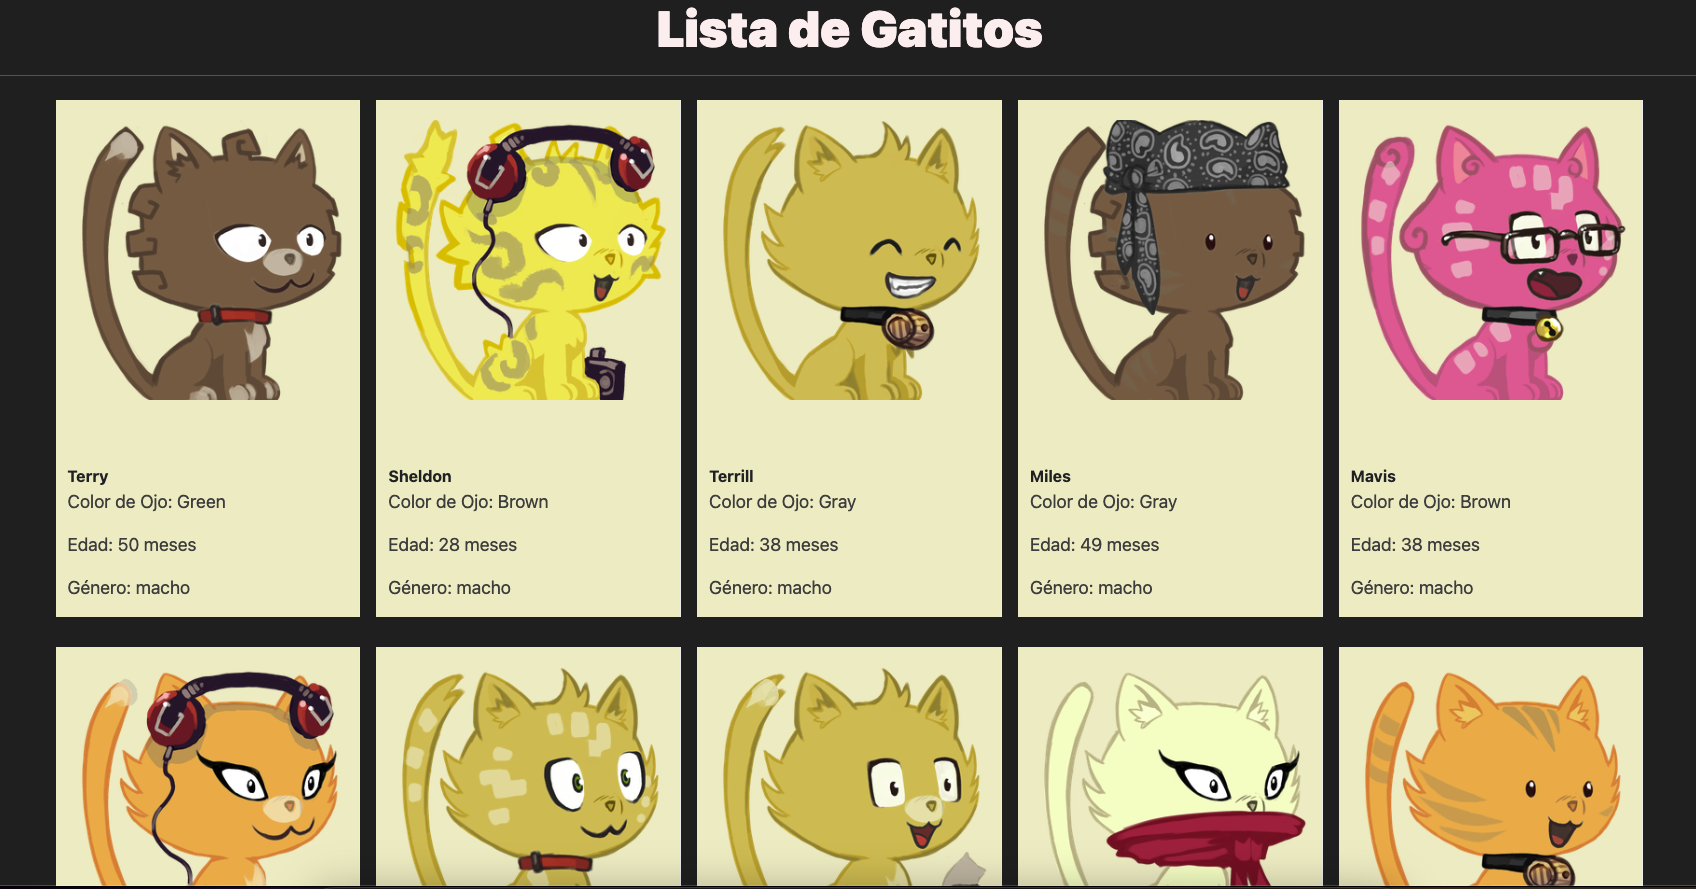 Lista de Gatitos
Terry
Color de Ojo: Green
Edad: 50 meses
Género: macho
Sheldon
Color de Ojo: Brown
Edad: 28 meses
Género: macho
Terrill
Color de Ojo: Gray
Edad: 38 meses
Género: macho
Miles
Color de Ojo: Gray
Edad: 49 meses
Género: macho
Mavis
Color de Ojo: Brown
Edad: 38 meses
Género: macho